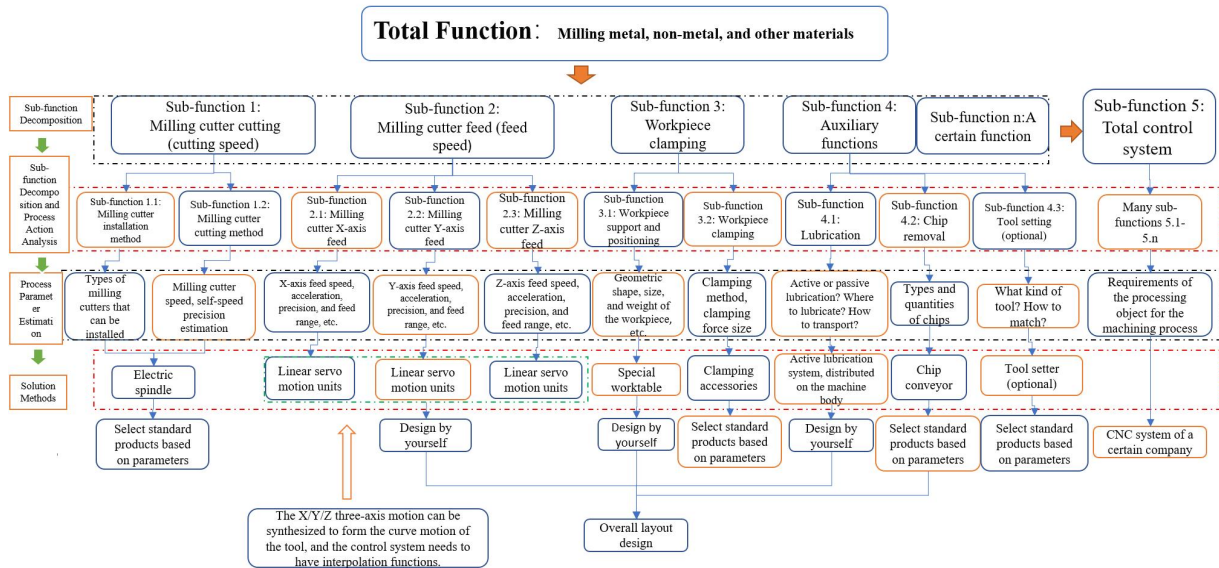 Total Function: Milling metal, non-metal, and other materials
Sub-function
Decomposition
Sub-function 1:
Milling cutter cutting
(cutting speed)
Sub-function 2:
Milling cutter feed (feed
speed)
Sub-function 3:
Workpiece
clamping
Sub-function 4:
Auxiliary
functions
Sub-function n:A
certain function
Sub-function 5:
Total control
system
Sub-
function
Decompo
sition and
Process
Action
Analysis
Sub-function 1.1:
Milling cutter
installation
method
Sub-function 1.2:
Milling cutter
cutting method
Sub-function
2.1: Milling
cutter X-axis
feed
Sub-function
2.2: Milling
cutter Y-axis
feed
Sub-function
2.3: Milling
cutter Z-axis
feed
Sub-function
3.1: Workpiece
support and
positioning
Sub-function
3.2: Workpiece
clamping
Sub-function
4.1: Lubrication
Sub-function
4.2: Chip
removal
Sub-function 4.3:
Tool setting
(optional)
Many sub-
functions 5.1-
5.n
Process
Paramet
er
Estimati
on
Types of
milling
cutters that
can be
installed
Milling cutter
speed, self-speed
precision
estimation
X-axis feed speed,
acceleration,
precision, and feed
range, etc.
Y-axis feed speed,
acceleration,
precision, and
feed range, etc.
Z-axis feed speed,
acceleration,
precision, and
feed range, etc.
Geometric
shape, size,
and weight of
the workpiece,
etc.
Clamping
method,
clamping
force size
Active or passive
lubrication? Where
to lubricate? How
to transport?
Types and
quantities
of chips
What kind of
tool? How to
match?
Requirements of
the processing
object for the
machining process
Solution
Methods
Electric
spindle
Linear servo
motion units
Linear servo
motion units
Linear servo
motion units
Special
worktable
Clamping
accessories
Active lubrication
system, distributed
on the machine
body
Chip
conveyor
Tool setter
(optional)
Select standard
products based
on parameters
Design by
yourself
Design by
yourself
Select standard
products based
on parameters
Design by
yourself
Select standard
products based
on parameters
Select standard
products based
on parameters
CNC system of a
certain company
The X/Y/Z three-axis motion can be
synthesized to form the curve motion of
the tool, and the control system needs to
have interpolation functions.
Overall layout
design